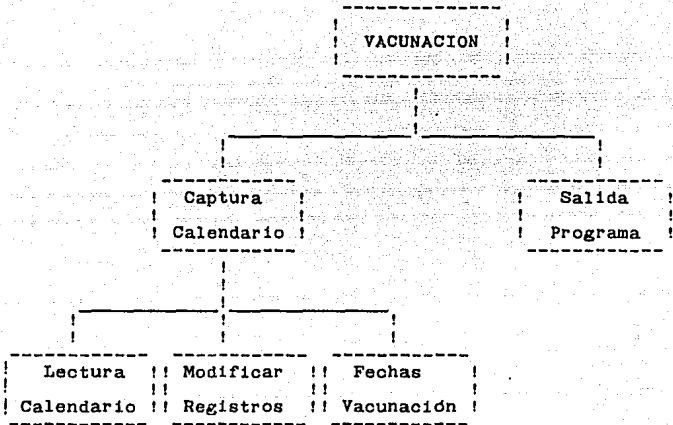 VACUNACION
Captura
Calendario
Salida
Programa
Lectura
Calendario
Modificar
Registros
Fechas
Vacunación